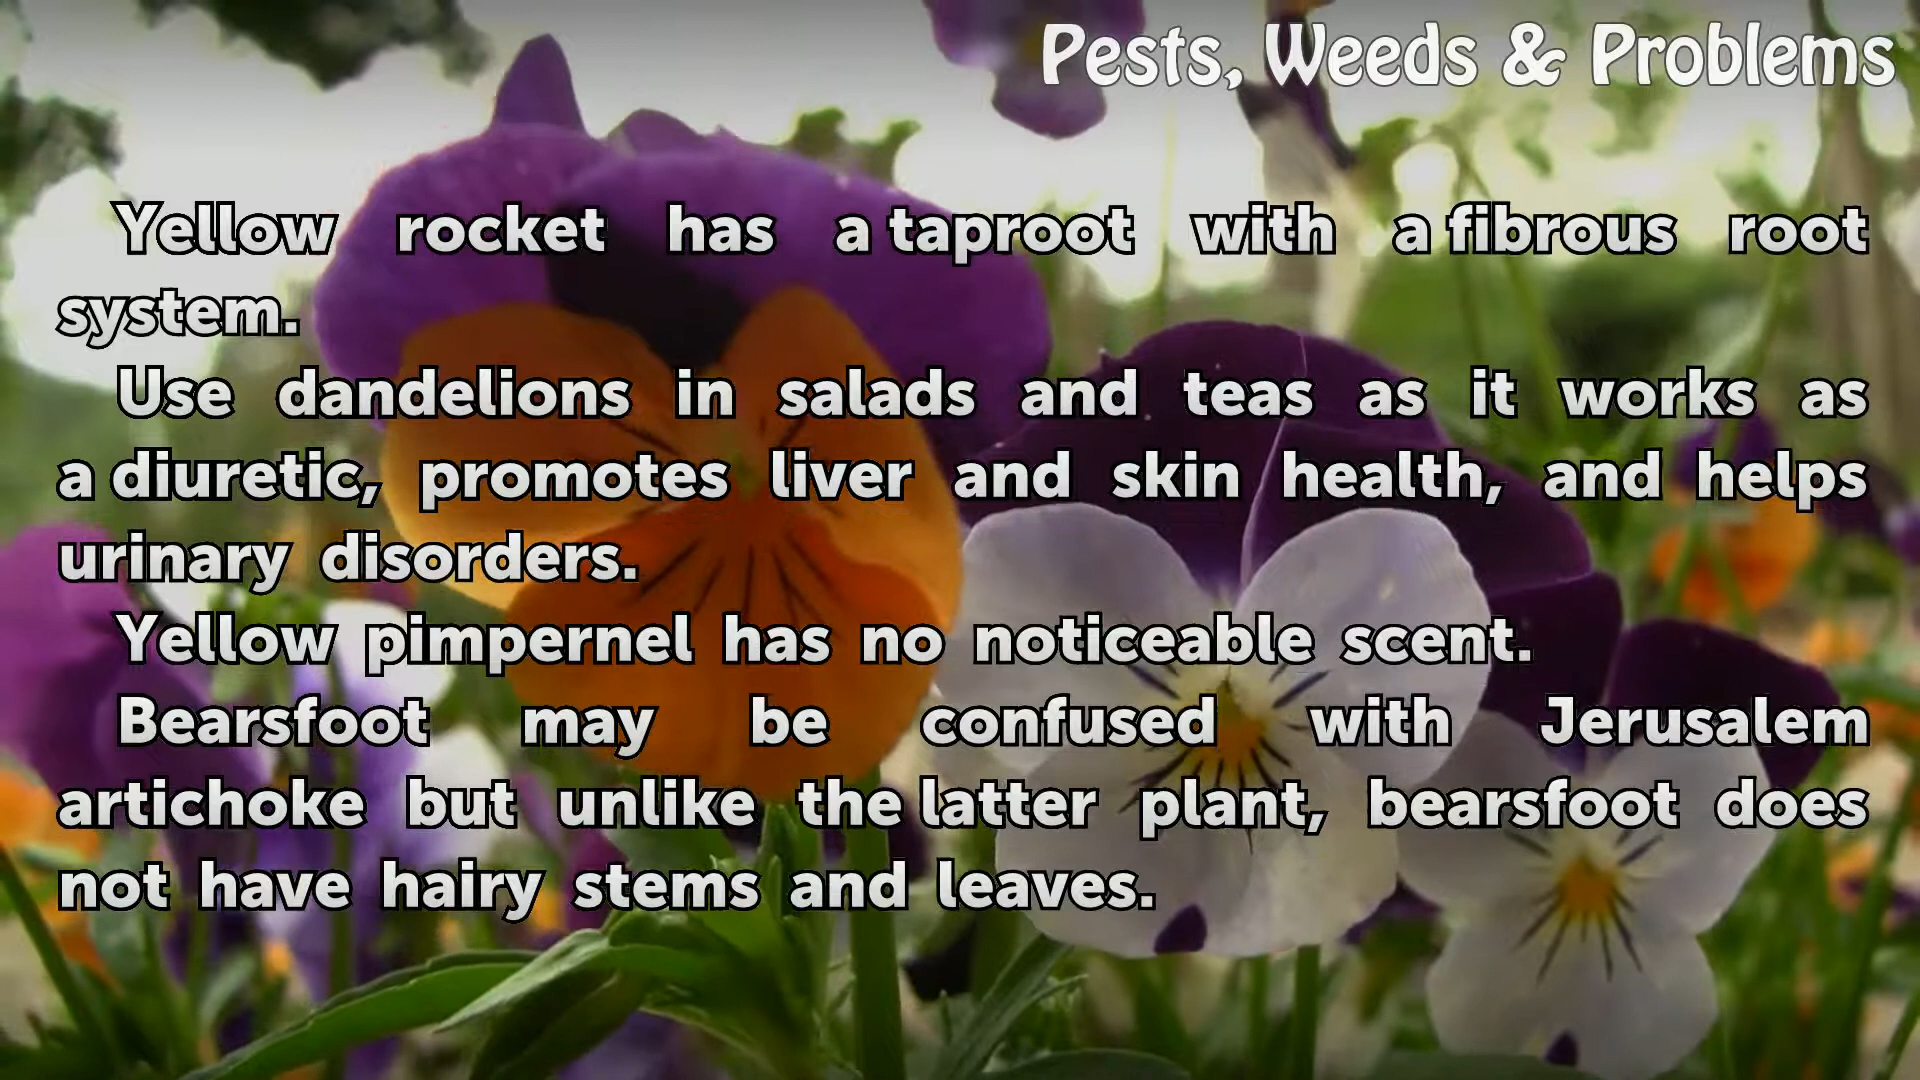 Pests, Weeds & Problems
Yellow rocket has a taproot with a fibrous root
system.
Use dandelions in salads and teas as it works as
a diuretic, promotes liver and skin health, and helps
urinary disorders.
Yellow pimpernel has no noticeable scent.
Bearsfoot may be confused with Jerusalem
artichoke but unlike the latter plant, bearsfoot does
not have hairy stems and leaves.